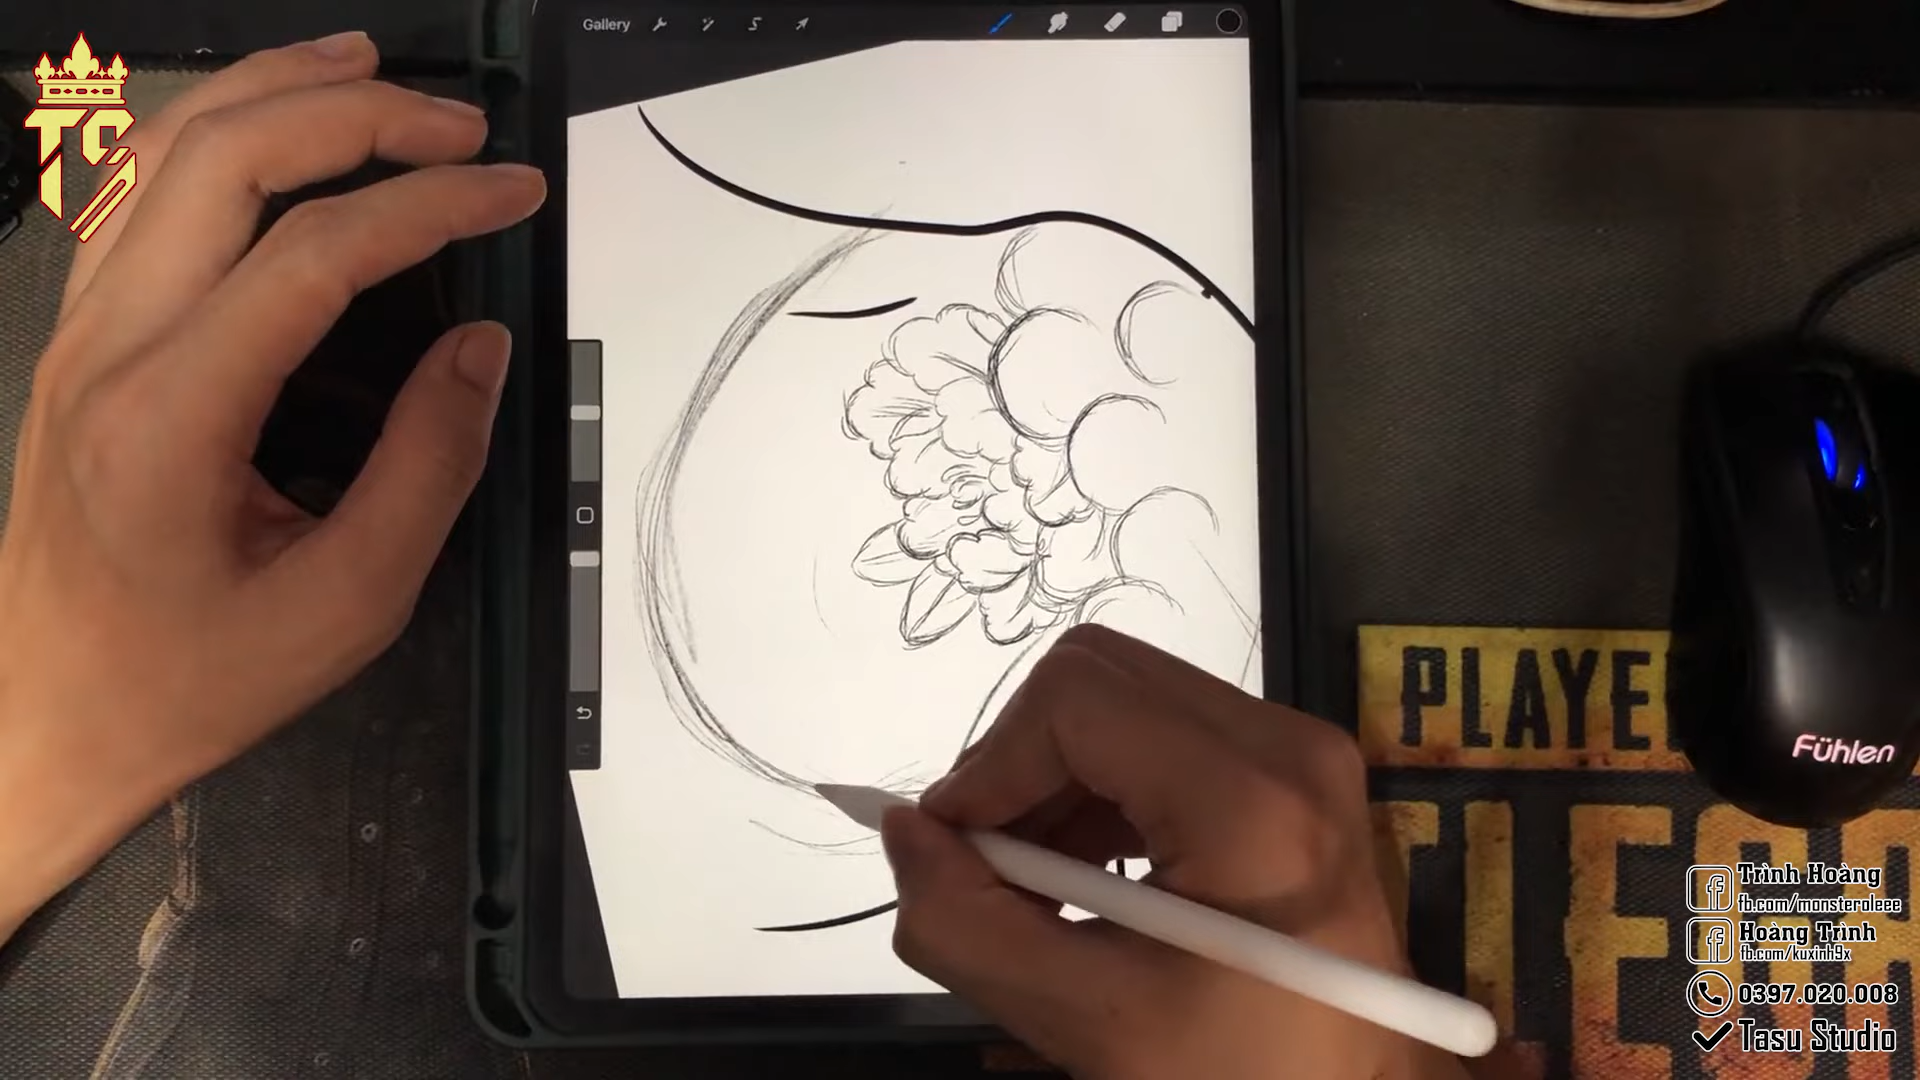 Gallery
TS
PLAYE
Fühlen
TLEGR
Trình Hoàng
fb.com/monsteroleee
Hoàng Trình
fb.com/kuxinh9x
0397.020.008
Tasu Studio